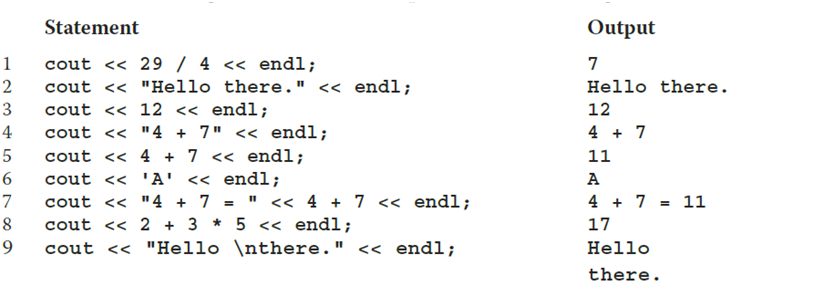 Statement Output
1 cout << 29 / 4 << endl; 7
2 cout << "Hello there." << endl; Hello there.
3 cout << 12 << endl; 12
4 cout << "4 + 7" << endl; 4 + 7
5 cout << 4 + 7 << endl; 11
6 cout << 'A' << endl; A
7 cout << "4 + 7 = " << 4 + 7 << endl; 4 + 7 = 11
8 cout << 2 + 3 * 5 << endl; 17
9 cout << "Hello \nthere." << endl; Hello
there.